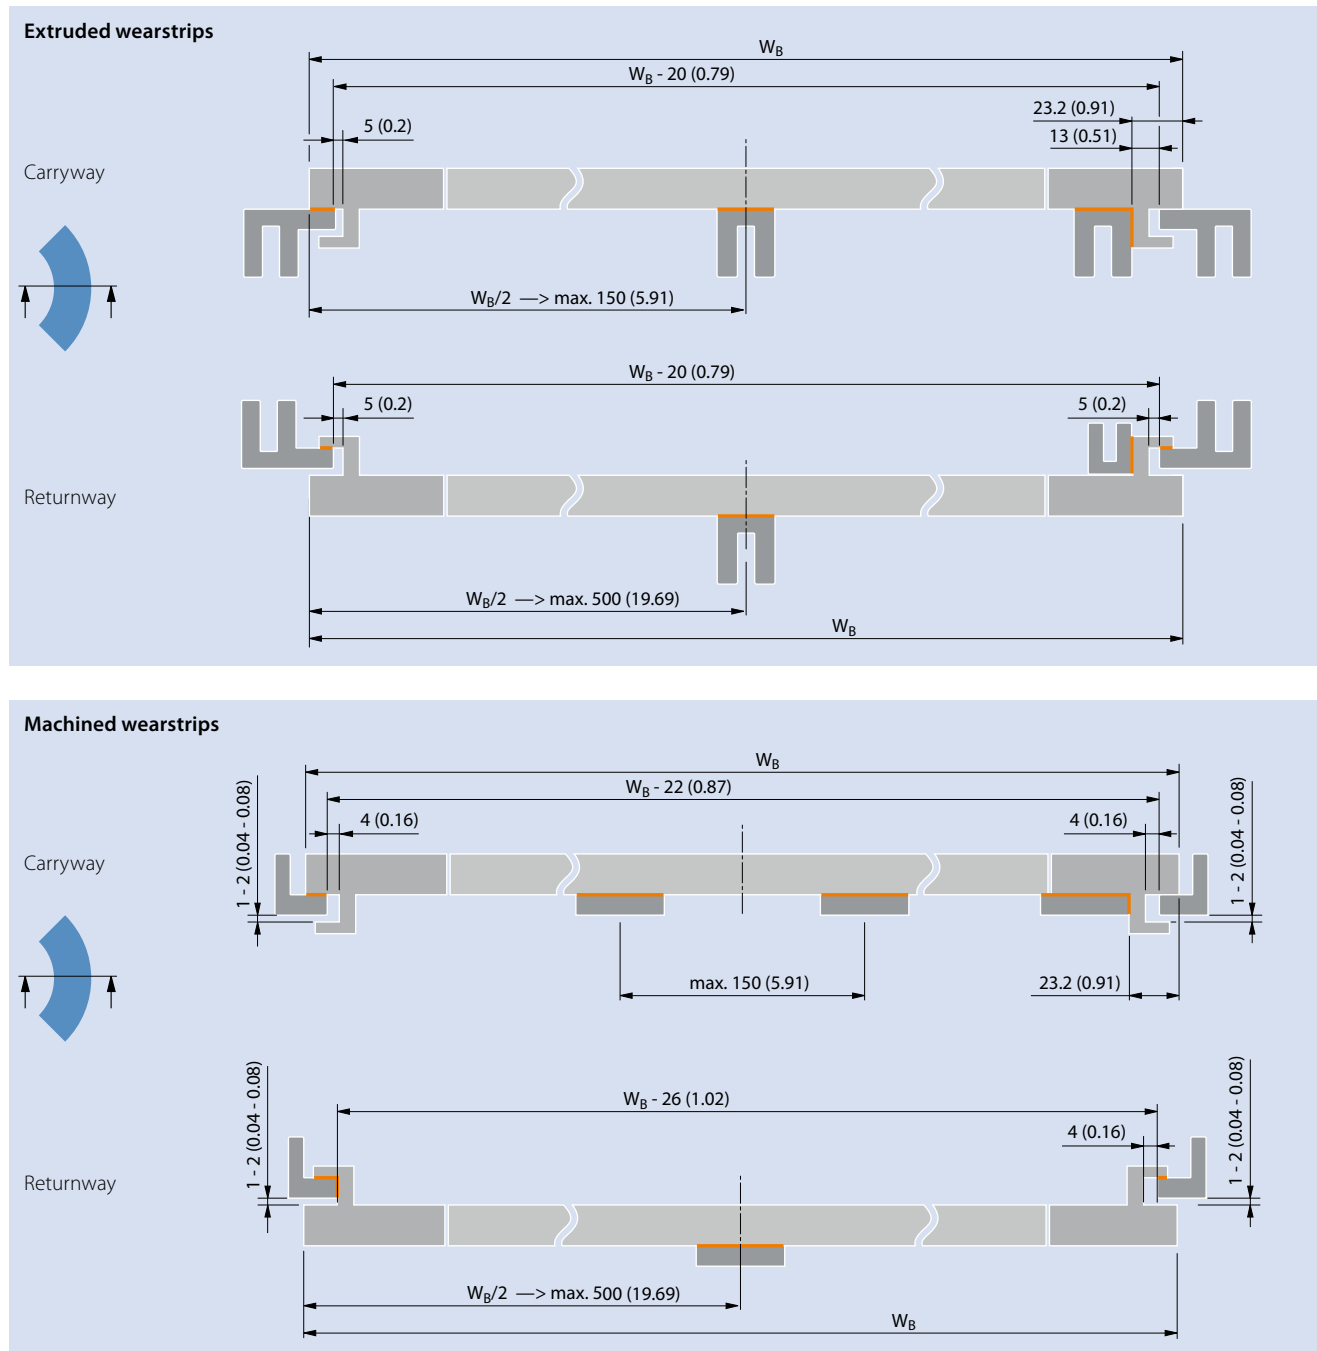 Extruded wearstrips
W_B
W_B - 20 (0.79)
23.2 (0.91)
5 (0.2)
13 (0.51)
Carryway
W_B/2 —> max. 150 (5.91)
W_B - 20 (0.79)
5 (0.2)
5 (0.2)
Returnway
W_B/2 —> max. 500 (19.69)
W_B
Machined wearstrips
W_B
W_B - 22 (0.87)
1 - 2 (0.04 - 0.08)
4 (0.16)
4 (0.16)
1 - 2 (0.04 - 0.08)
Carryway
max. 150 (5.91)
23.2 (0.91)
1 - 2 (0.04 - 0.08)
W_B - 26 (1.02)
4 (0.16)
1 - 2 (0.04 - 0.08)
Returnway
W_B/2 —> max. 500 (19.69)
W_B